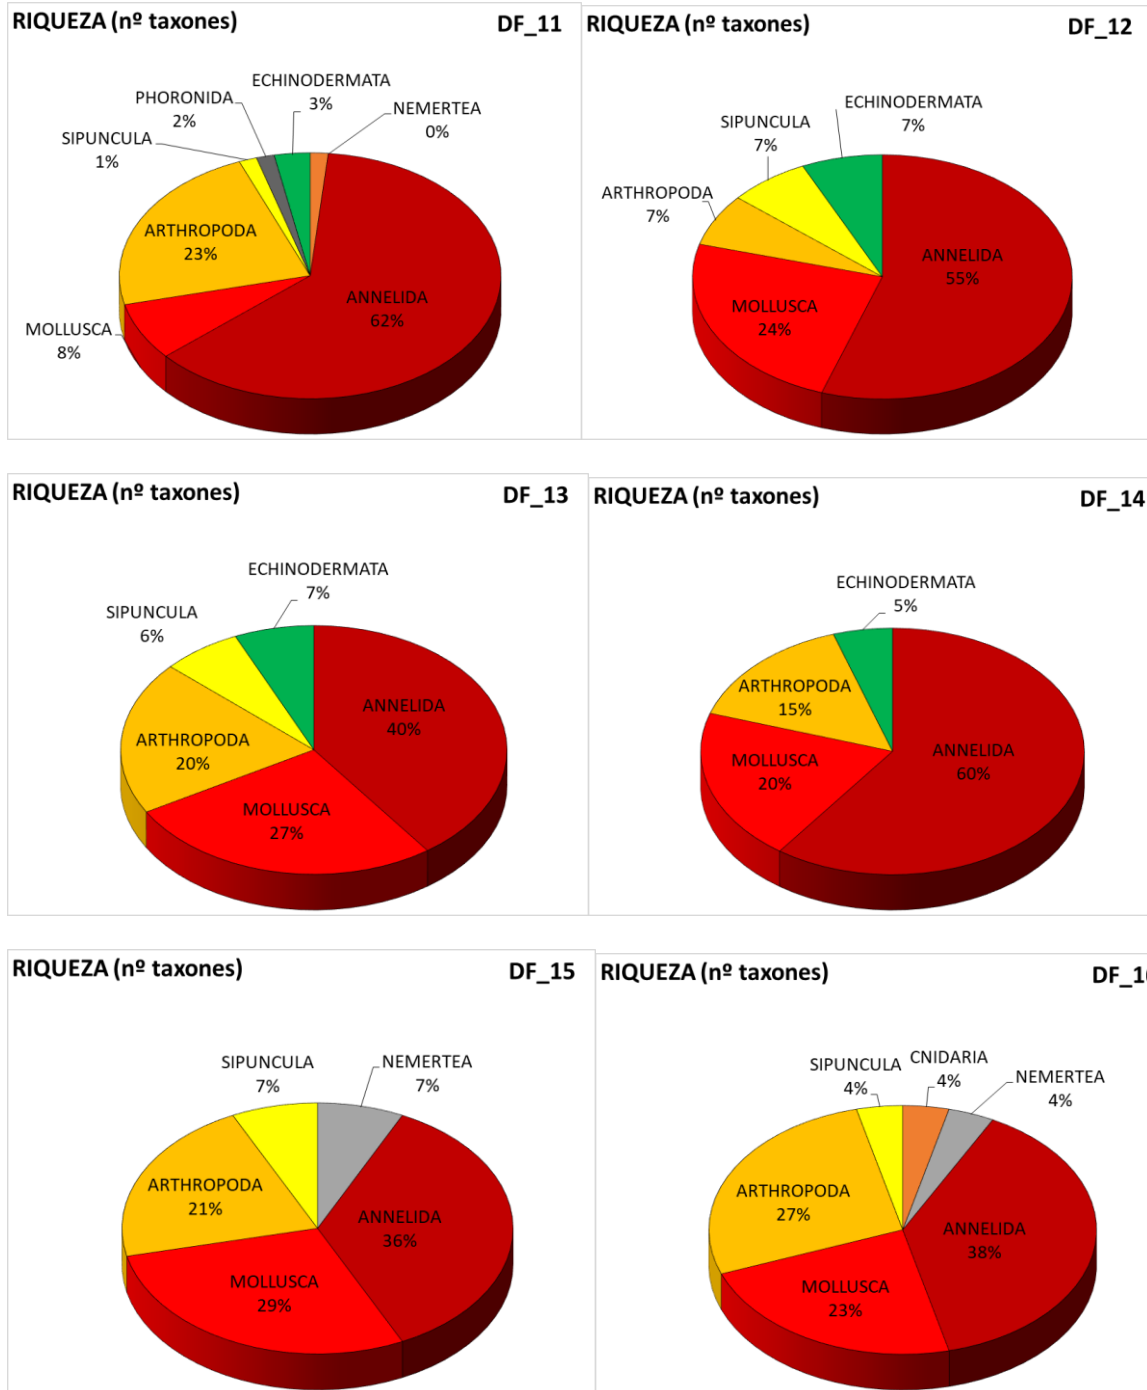 RIQUEZA (nº taxones)
DF_11
ECHINODERMATA
3%
PHORONIDA
2%
NEMERTEA
0%
SIPUNCULA
1%
ARTHROPODA
23%
ANNELIDA
62%
MOLLUSCA
8%
RIQUEZA (nº taxones)
DF_12
ECHINODERMATA
7%
SIPUNCULA
7%
ARTHROPODA
7%
ANNELIDA
55%
MOLLUSCA
24%
RIQUEZA (nº taxones)
DF_13
ECHINODERMATA
7%
SIPUNCULA
6%
ANNELIDA
40%
ARTHROPODA
20%
MOLLUSCA
27%
RIQUEZA (nº taxones)
DF_14
ECHINODERMATA
5%
ARTHROPODA
15%
MOLLUSCA
20%
ANNELIDA
60%
RIQUEZA (nº taxones)
DF_15
SIPUNCULA
7%
NEMERTEA
7%
ARTHROPODA
21%
ANNELIDA
36%
MOLLUSCA
29%
RIQUEZA (nº taxones)
SIPUNCULA
4%
CNIDARIA
4%
NEMERTEA
4%
ARTHROPODA
27%
ANNELIDA
38%
MOLLUSCA
23%